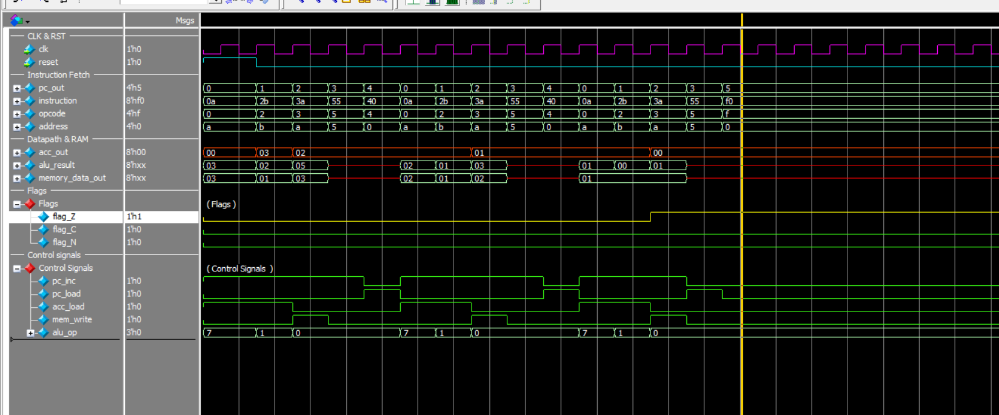 Msgs
CLK & RST
clk 1'h0
reset 1'h0
Instruction Fetch
pc_out 4'h5 0 1 2 3 4 0 1 2 3 4 0 1 2 3 5
instruction 8'hf0 0a 2b 3a 55 40 0a 2b 3a 55 40 0a 2b 3a 55 f0
opcode 4'hf 0 2 3 5 4 0 2 3 5 4 0 2 3 5 f
address 4'h0 a b a 5 0 a b a 5 0 a b a 5 0
Datapath & RAM
acc_out 8'h00 00 03 02 01 00
alu_result 8'hxx 03 02 05 02 01 03 01 00 01
memory_data_out 8'hxx 03 01 03 02 01 02 01
Flags
Flags ( Flags )
flag_Z 1'h1
flag_C 1'h0
flag_N 1'h0
Control signals
Control Signals ( Control Signals )
pc_inc 1'h0
pc_load 1'h0
acc_load 1'h0
mem_write 1'h0
alu_op 3'h0 7 1 0 7 1 0 7 1 0